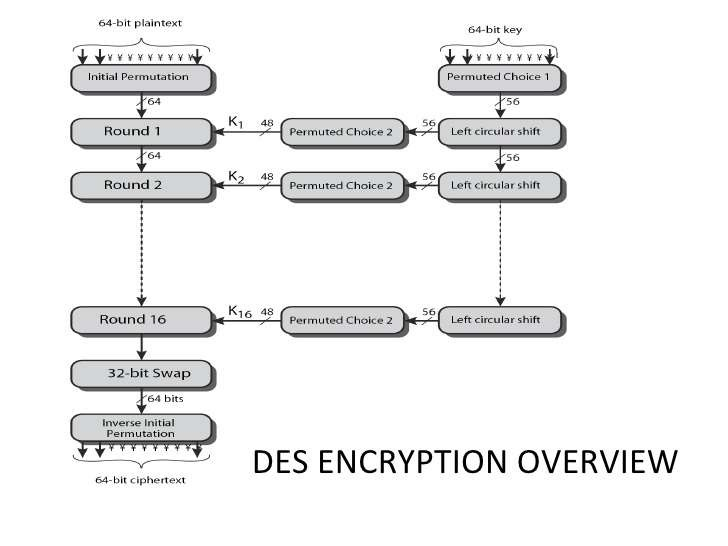 64-bit plaintext
64-bit key
¥ ¥ ¥ ¥ ¥ ¥ ¥ ¥ ¥
¥ ¥ ¥ ¥ ¥ ¥ ¥ ¥
Initial Permutation
Permuted Choice 1
64
56
Round 1
K1
48
Permuted Choice 2
56
Left circular shift
64
56
Round 2
K2
48
Permuted Choice 2
56
Left circular shift
Round 16
K16
48
Permuted Choice 2
56
Left circular shift
32-bit Swap
64 bits
Inverse Initial
Permutation
¥ ¥ ¥ ¥ ¥ ¥ ¥ ¥ ¥
64-bit ciphertext
DES ENCRYPTION OVERVIEW